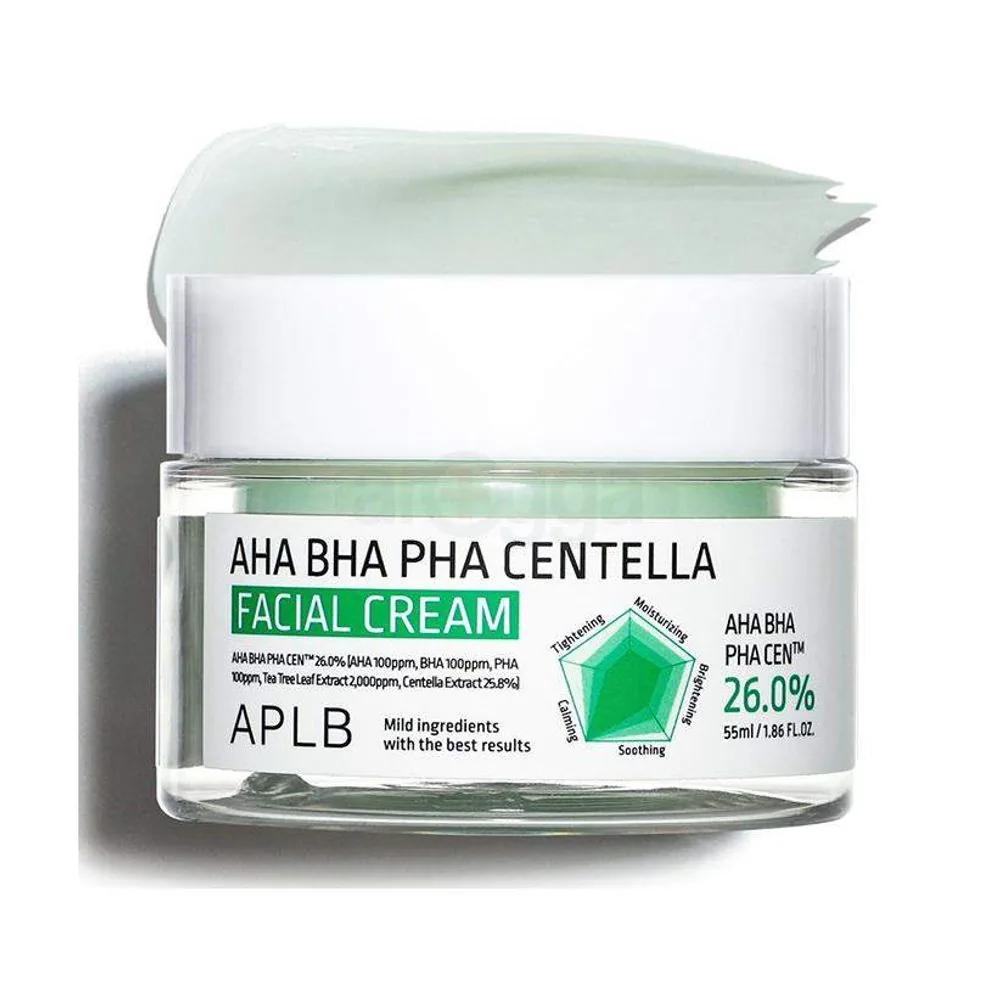 arogga
AHA BHA PHA CENTELLA
FACIAL CREAM
AHA BHA PHA CEN™ 26.0% [AHA 100ppm, BHA 100ppm, PHA
100ppm, Tea Tree Leaf Extract 2,000ppm, Centella Extract 25.8%]
APLB
Mild ingredients
with the best results
Tightening
Moisturizing
Brightening
Calming
Soothing
AHA BHA
PHA CEN™
26.0%
55ml / 1.86 FL.OZ.